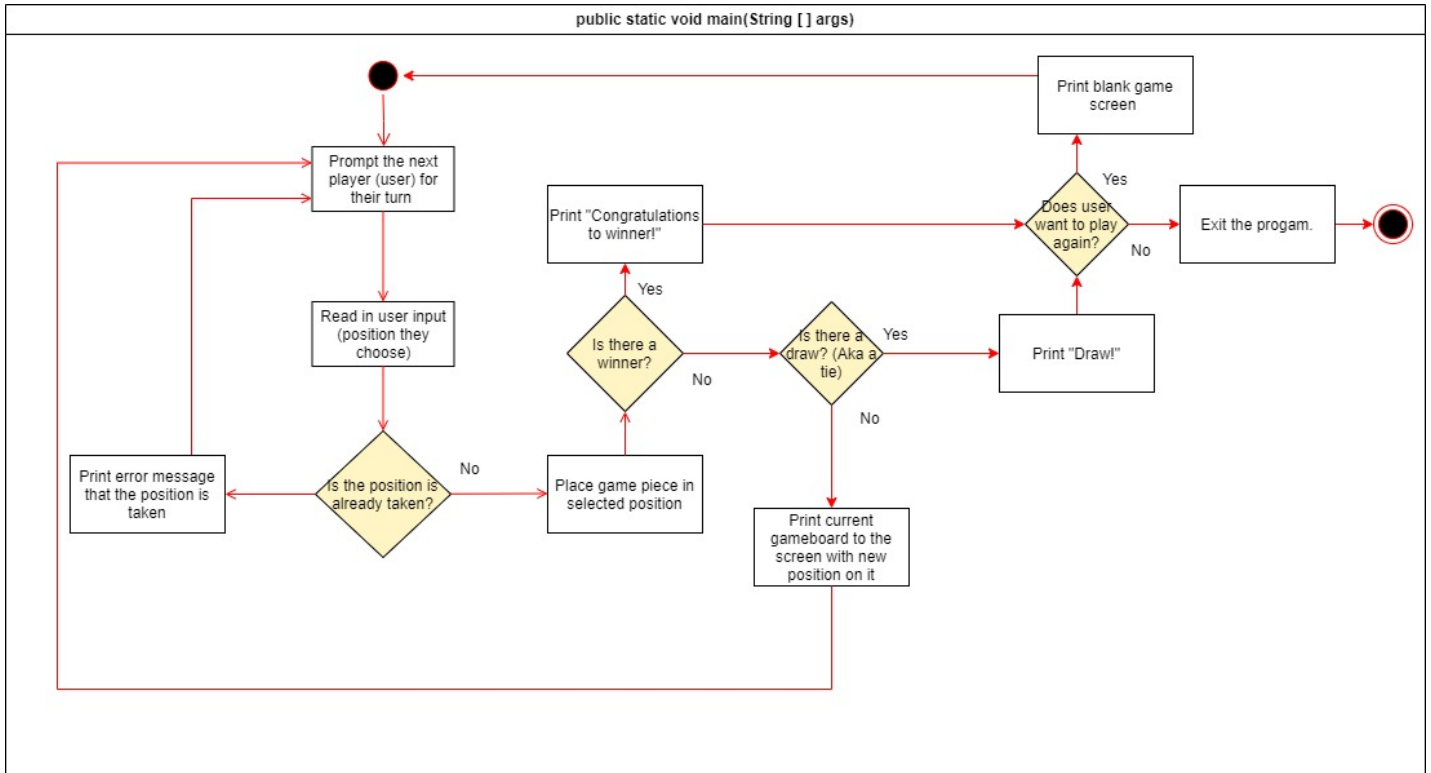 public static void main(String [ ] args)
Print blank game
screen
Prompt the next
player (user) for
their turn
Yes
Print "Congratulations
to winner!"
Does user
want to play
again?
Exit the progam.
No
Read in user input
(position they
choose)
Yes
Is there a
winner?
No
Is there a
draw? (Aka a
tie)
Yes
Print "Draw!"
No
Print error message
that the position is
taken
Is the position is
already taken?
No
Place game piece in
selected position
Print current
gameboard to the
screen with new
position on it